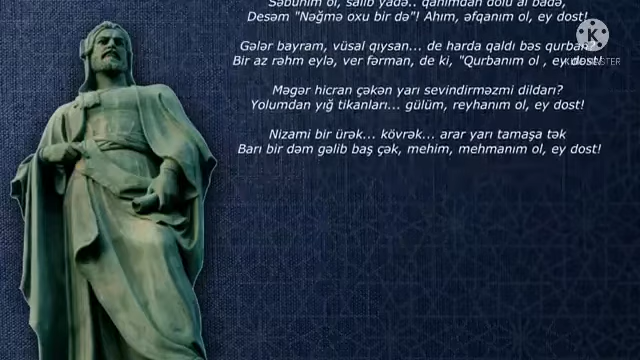 Səbuhim ol, salib yadə.. qanımdan dolu al badə,
Desəm "Nəğmə oxu bir də"! Ahım, əfqanım ol, ey dost!
Gələr bayram, vüsal qıysan... de harda qaldı bəs qurban?
Bir az rəhm eylə, ver fərman, de ki, "Qurbanım ol , ey dost!
Məgər hicran çəkən yarı sevindirməzmi dildarı?
Yolumdan yığ tikanları... gülüm, reyhanım ol, ey dost!
Nizami bir ürək... kövrək... arar yarı tamaşa tək
Barı bir dəm gəlib baş çək, mehim, mehmanım ol, ey dost!
K